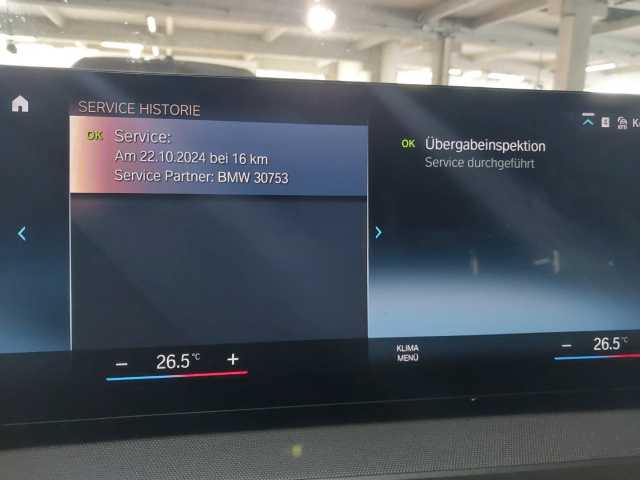 SERVICE HISTORIE
OK Service:
Am 22.10.2024 bei 16 km
Service Partner: BMW 30753
OK Übergabeinspektion
Service durchgeführt
− 26.5 °C +
KLIMA
MENÜ
− 26.5 °C